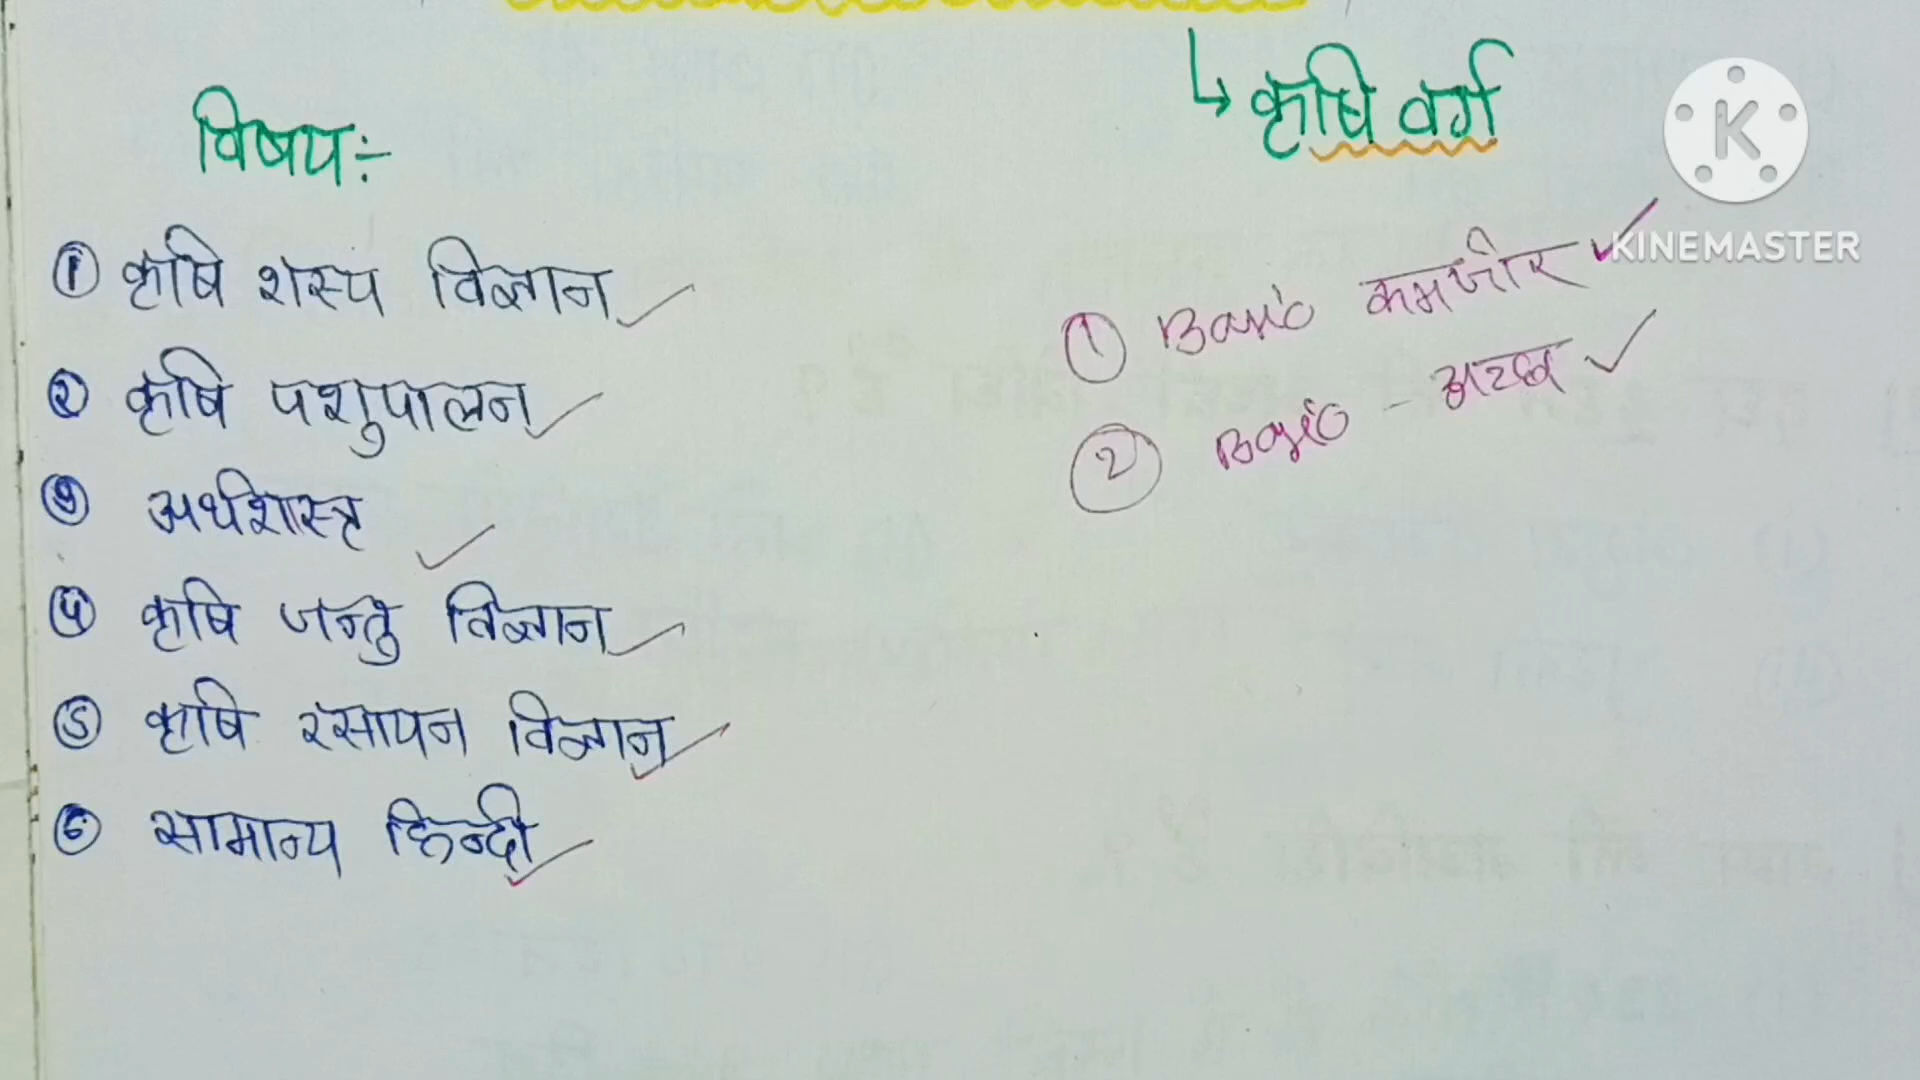 ↳ कृषि वर्ग
विषय:-
① कृषि शस्य विज्ञान ✓
② कृषि पशुपालन ✓
③ अर्थशास्त्र ✓
④ कृषि जन्तु विज्ञान ✓
⑤ कृषि रसायन विज्ञान ✓
⑥ सामान्य हिन्दी ✓
① Basic कमजोर ✓
② Basic - अच्छा ✓
K
KINEMASTER